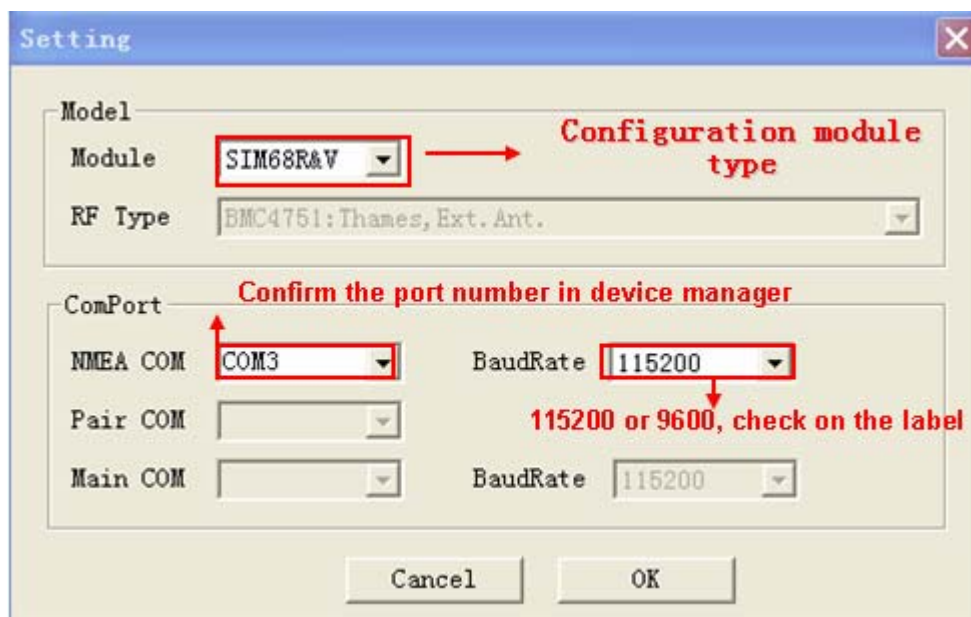 Setting
Model
Module SIM68R&V Configuration module
type
RF Type BMC4751:Thames,Ext.Ant.
ComPort Confirm the port number in device manager
NMEA COM COM3 BaudRate 115200
Pair COM 115200 or 9600, check on the label
Main COM BaudRate 115200
Cancel OK